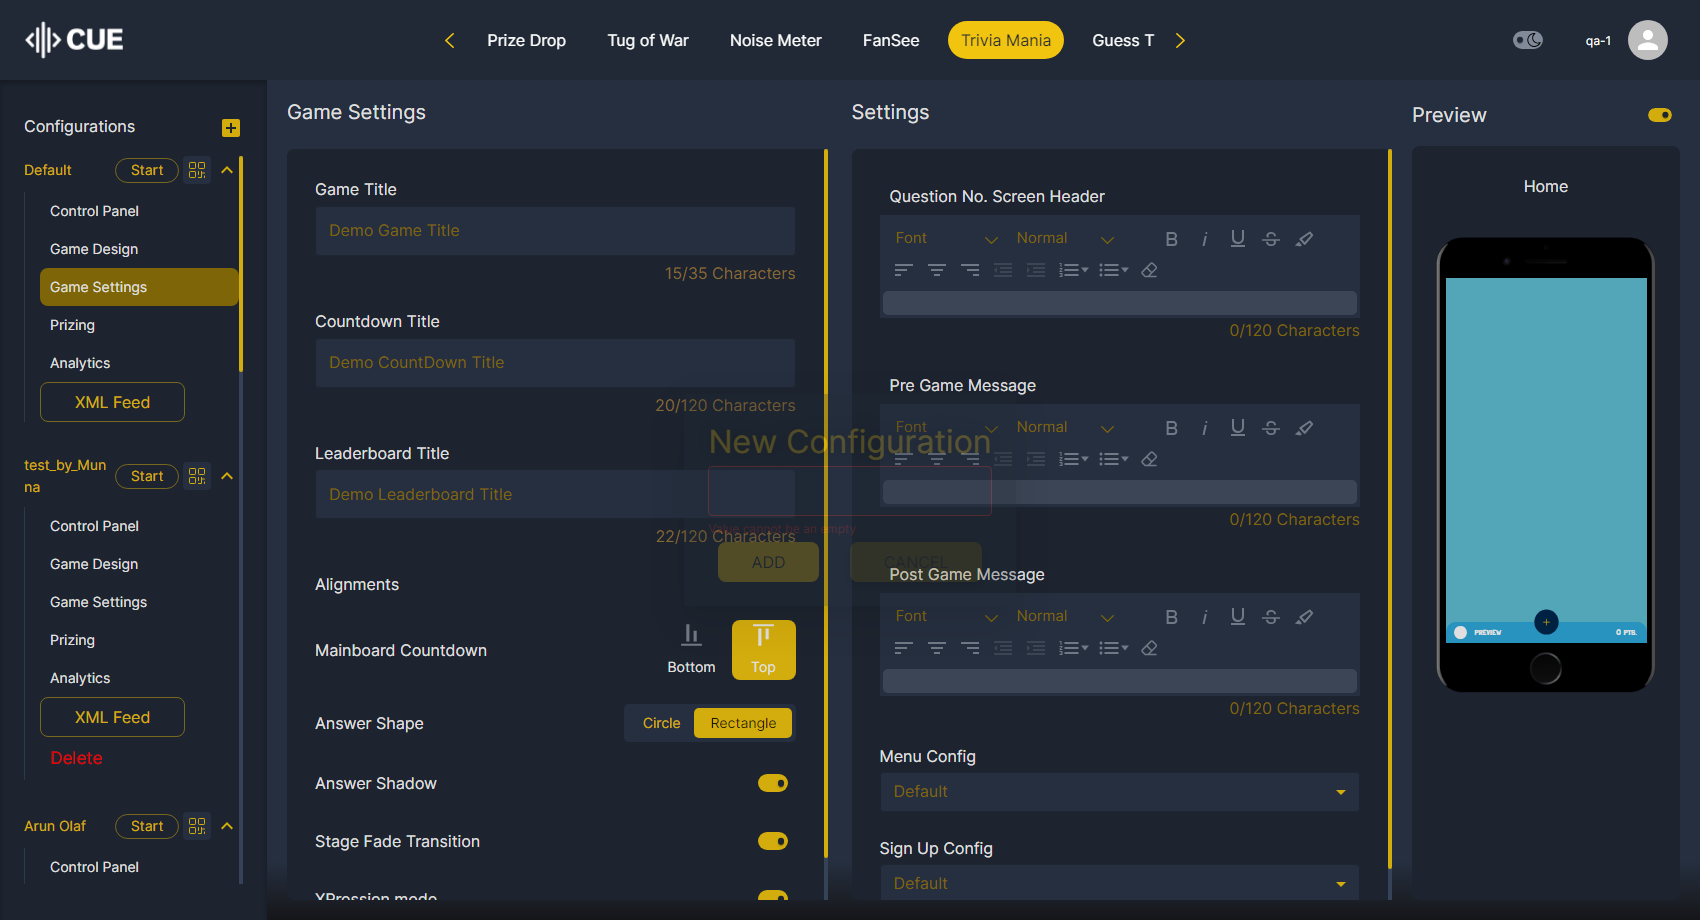 CUE
Prize Drop
Tug of War
Noise Meter
FanSee
Trivia Mania
Guess T
qa-1
Configurations
Default
Start
Control Panel
Game Design
Game Settings
Prizing
Analytics
XML Feed
test_by_Mun
na
Start
Control Panel
Game Design
Game Settings
Prizing
Analytics
XML Feed
Delete
Arun Olaf
Start
Control Panel
Game Settings
Game Title
Demo Game Title
15/35 Characters
Countdown Title
Demo CountDown Title
20/120 Characters
Leaderboard Title
Demo Leaderboard Title
22/120 Characters
Alignments
Mainboard Countdown
Bottom
Top
Answer Shape
Circle
Rectangle
Answer Shadow
Stage Fade Transition
XPression mode
New Configuration
Value cannot be an empty
ADD
CANCEL
Settings
Question No. Screen Header
Font
Normal
0/120 Characters
Pre Game Message
Font
Normal
0/120 Characters
Post Game Message
Font
Normal
0/120 Characters
Menu Config
Default
Sign Up Config
Default
Preview
Home
PREVIEW
0 PTS.